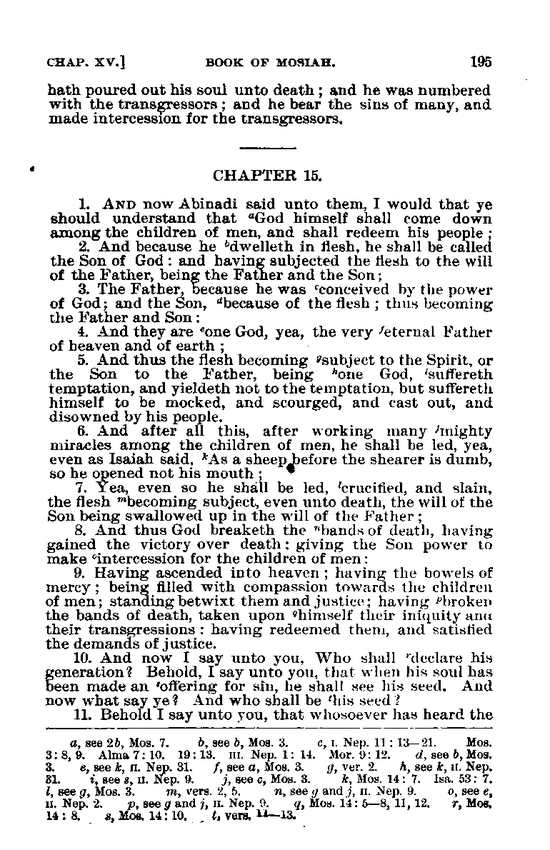 CHAP. XV.] BOOK OF MOSIAH. 195
hath poured out his soul unto death; and he was numbered
with the transgressors; and he bear the sins of many, and
made intercession for the transgressors.
CHAPTER 15.
1. AND now Abinadi said unto them, I would that ye
should understand that ᵃGod himself shall come down
among the children of men, and shall redeem his people;
2. And because he ᵇdwelleth in flesh, he shall be called
the Son of God: and having subjected the flesh to the will
of the Father, being the Father and the Son;
3. The Father, because he was ᶜconceived by the power
of God; and the Son, ᵈbecause of the flesh; thus becoming
the Father and Son:
4. And they are ᵉone God, yea, the very ᶠeternal Father
of heaven and of earth;
5. And thus the flesh becoming ᵍsubject to the Spirit, or
the Son to the Father, being ʰone God, ⁱsuffereth
temptation, and yieldeth not to the temptation, but suffereth
himself to be mocked, and scourged, and cast out, and
disowned by his people.
6. And after all this, after working many ʲmighty
miracles among the children of men, he shall be led, yea,
even as Isaiah said, ᵏAs a sheep before the shearer is dumb,
so he opened not his mouth;
7. Yea, even so he shall be led, ˡcrucified, and slain,
the flesh ᵐbecoming subject, even unto death, the will of the
Son being swallowed up in the will of the Father;
8. And thus God breaketh the ⁿbands of death, having
gained the victory over death: giving the Son power to
make ᵒintercession for the children of men:
9. Having ascended into heaven; having the bowels of
mercy; being filled with compassion towards the children
of men; standing betwixt them and justice; having ᵖbroken
the bands of death, taken upon ᑫhimself their iniquity and
their transgressions: having redeemed them, and satisfied
the demands of justice.
10. And now I say unto you, Who shall ʳdeclare his
generation? Behold, I say unto you, that when his soul has
been made an ˢoffering for sin, he shall see his seed. And
now what say ye? And who shall be ᵗhis seed?
11. Behold I say unto you, that whosoever has heard the
a, see 2b, Mos. 7. b, see b, Mos. 3. c, I. Nep. 11: 13—21. Mos.
3: 8, 9. Alma 7: 10. 19: 13. III. Nep. 1: 14. Mor. 9: 12. d, see b, Mos.
3. e, see k, II. Nep. 31. f, see a, Mos. 3. g, ver. 2. h, see k, II. Nep.
31. i, see s, II. Nep. 9. j, see c, Mos. 3. k, Mos. 14: 7. Isa. 53: 7.
l, see g, Mos. 3. m, vers. 2, 5. n, see g and j, II. Nep. 9. o, see e,
II. Nep. 2. p, see g and j, II. Nep. 9. q, Mos. 14: 5—8, 11, 12. r, Mos.
14: 8. s, Mos. 14: 10. t, vers. 11—13.